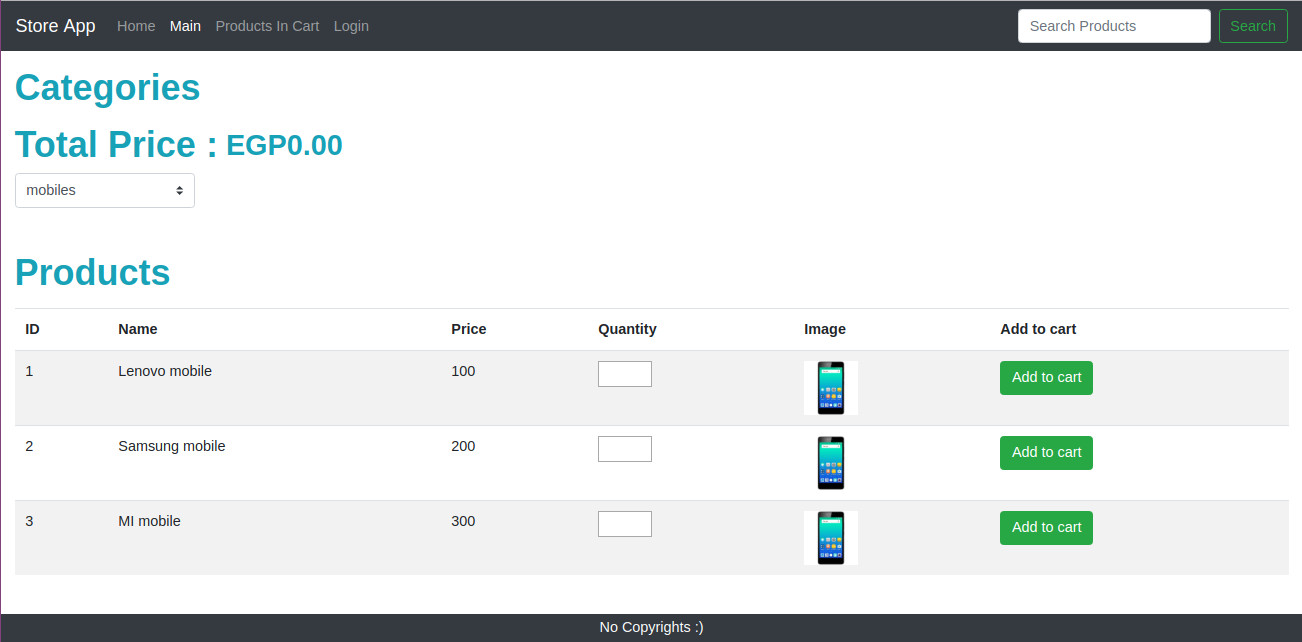 Store App Home Main Products In Cart Login Search Products Search
Categories
Total Price : EGP0.00
mobiles
Products
ID Name Price Quantity Image Add to cart
1 Lenovo mobile 100 Add to cart
2 Samsung mobile 200 Add to cart
3 MI mobile 300 Add to cart
No Copyrights :)